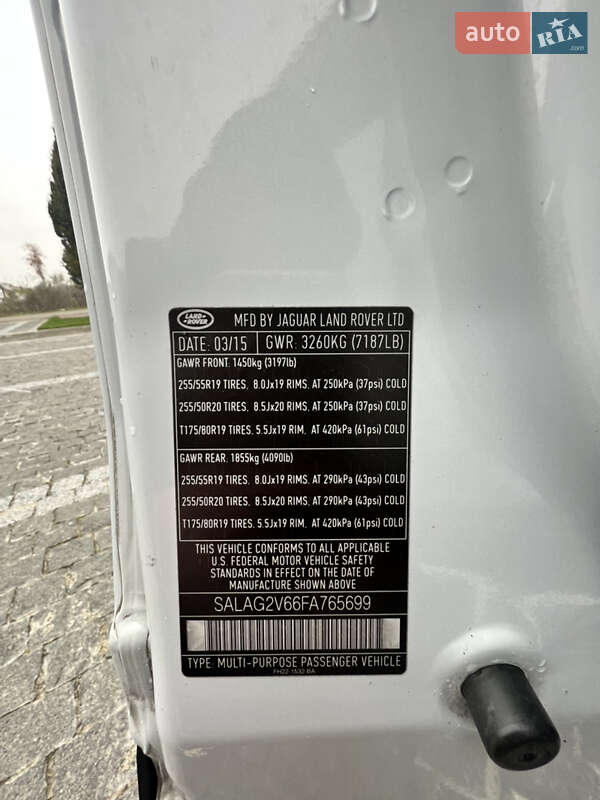 auto RIA
.com
LAND ROVER
MFD BY JAGUAR LAND ROVER LTD
DATE: 03/15 GWR: 3260KG (7187LB)
GAWR FRONT: 1450kg (3197lb)
255/55R19 TIRES. 8.0Jx19 RIMS, AT 250kPa (37psi) COLD
255/50R20 TIRES. 8.5Jx20 RIMS, AT 250kPa (37psi) COLD
T175/80R19 TIRES. 5.5Jx19 RIM, AT 420kPa (61psi) COLD
GAWR REAR: 1855kg (4090lb)
255/55R19 TIRES. 8.0Jx19 RIMS, AT 290kPa (43psi) COLD
255/50R20 TIRES. 8.5Jx20 RIMS, AT 290kPa (43psi) COLD
T175/80R19 TIRES. 5.5Jx19 RIM, AT 420kPa (61psi) COLD
THIS VEHICLE CONFORMS TO ALL APPLICABLE
U.S. FEDERAL MOTOR VEHICLE SAFETY
STANDARDS IN EFFECT ON THE DATE OF
MANUFACTURE SHOWN ABOVE
SALAG2V66FA765699
TYPE: MULTI-PURPOSE PASSENGER VEHICLE
FH22-1532-BA